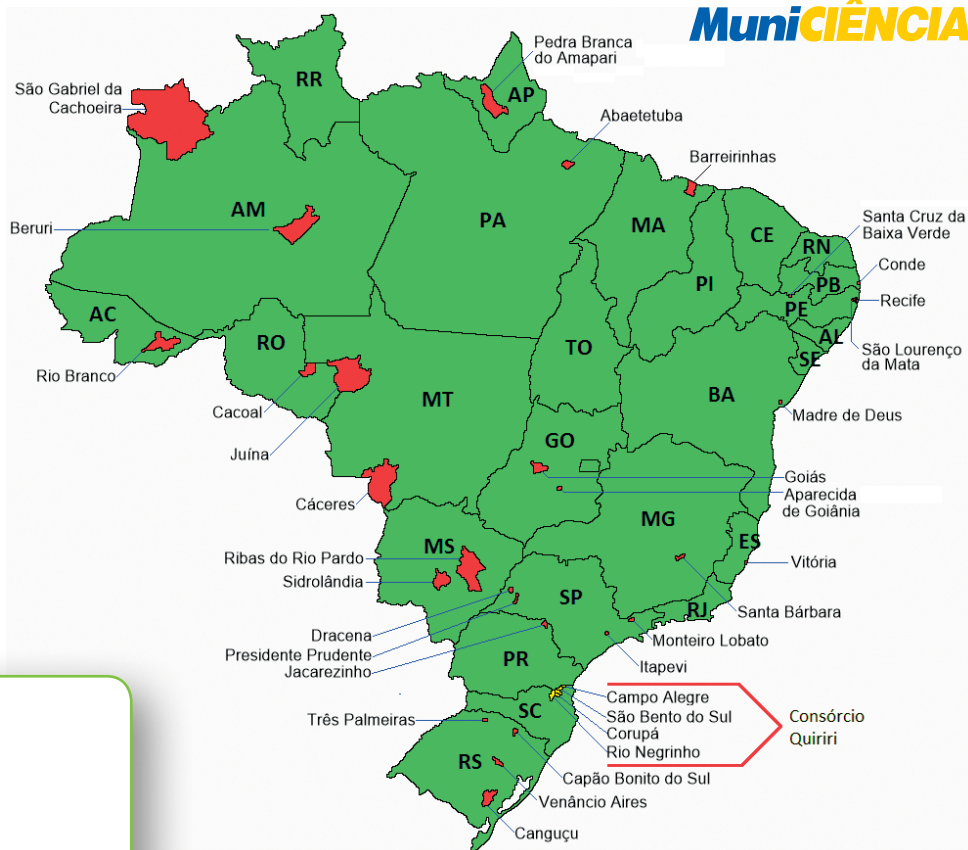 MuniCIÊNCIA
Pedra Branca
do Amapari
São Gabriel da
Cachoeira
RR
AP
Abaetetuba
Barreirinhas
AM
PA
MA
CE
Santa Cruz da
Baixa Verde
RN
Beruri
Conde
PI
PB
PE
Recife
AC
RO
TO
AL
SE
São Lourenço
da Mata
Rio Branco
Cacoal
MT
BA
Madre de Deus
Juína
GO
Goiás
Aparecida
de Goiânia
Cáceres
MG
ES
MS
Ribas do Rio Pardo
Vitória
Sidrolândia
SP
RJ
Santa Bárbara
Dracena
Monteiro Lobato
Presidente Prudente
Itapevi
Jacarezinho
PR
Campo Alegre
São Bento do Sul
Corupá
Rio Negrinho
Consórcio
Quiriri
SC
Três Palmeiras
RS
Capão Bonito do Sul
Venâncio Aires
Canguçu